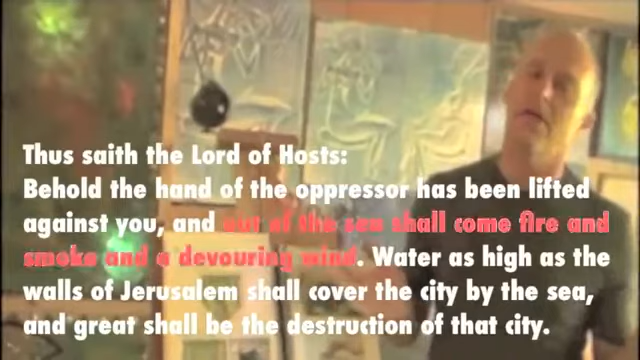 Thus saith the Lord of Hosts:
Behold the hand of the oppressor has been lifted
against you, and out of the sea shall come fire and
smoke and a devouring wind. Water as high as the
walls of Jerusalem shall cover the city by the sea,
and great shall be the destruction of that city.